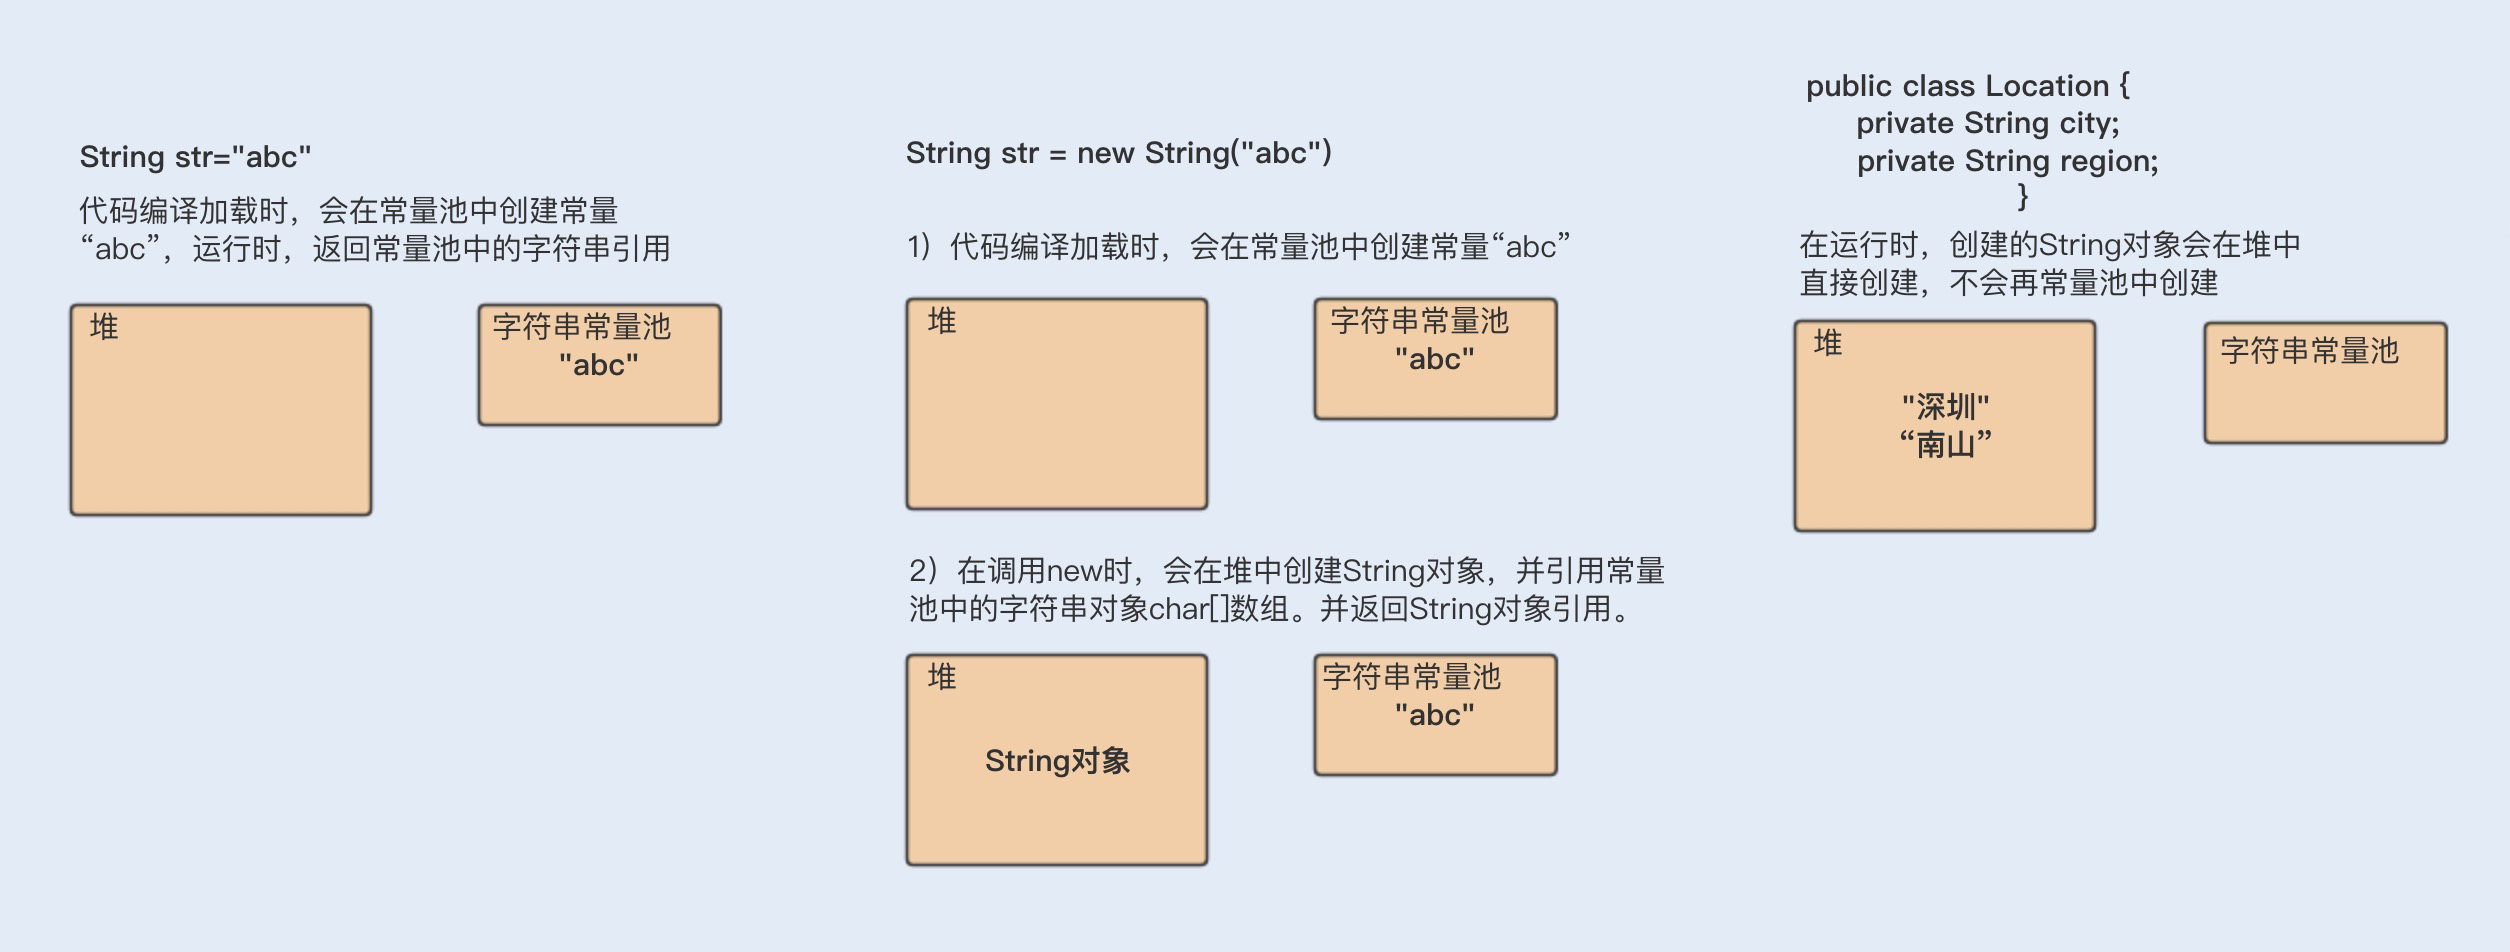 String str="abc"
代码编译加载时，会在常量池中创建常量
“abc”，运行时，返回常量池中的字符串引用
堆
字符串常量池
"abc"
String str = new String("abc")
1）代码编译加载时，会在常量池中创建常量“abc”
堆
字符串常量池
"abc"
2）在调用new时，会在堆中创建String对象，并引用常量
池中的字符串对象char[]数组。并返回String对象引用。
堆
String对象
字符串常量池
"abc"
public class Location {
private String city;
private String region;
}
在运行时，创建的String对象会在堆中
直接创建，不会再常量池中创建
堆
"深圳"
“南山”
字符串常量池